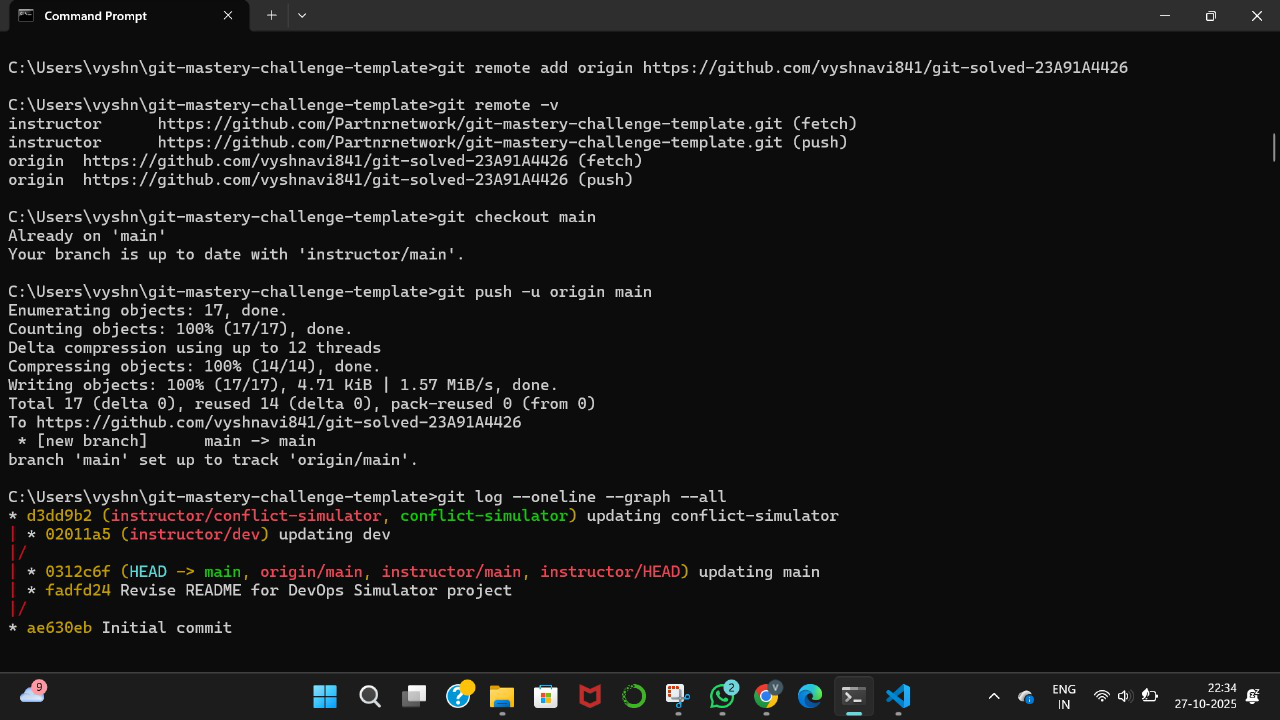 Command Prompt
C:\Users\vyshn\git-mastery-challenge-template>git remote add origin https://github.com/vyshnavi841/git-solved-23A91A4426
C:\Users\vyshn\git-mastery-challenge-template>git remote -v
instructor      https://github.com/Partnrnetwork/git-mastery-challenge-template.git (fetch)
instructor      https://github.com/Partnrnetwork/git-mastery-challenge-template.git (push)
origin  https://github.com/vyshnavi841/git-solved-23A91A4426 (fetch)
origin  https://github.com/vyshnavi841/git-solved-23A91A4426 (push)
C:\Users\vyshn\git-mastery-challenge-template>git checkout main
Already on 'main'
Your branch is up to date with 'instructor/main'.
C:\Users\vyshn\git-mastery-challenge-template>git push -u origin main
Enumerating objects: 17, done.
Counting objects: 100% (17/17), done.
Delta compression using up to 12 threads
Compressing objects: 100% (14/14), done.
Writing objects: 100% (17/17), 4.71 KiB | 1.57 MiB/s, done.
Total 17 (delta 0), reused 14 (delta 0), pack-reused 0 (from 0)
To https://github.com/vyshnavi841/git-solved-23A91A4426
 * [new branch]      main -> main
branch 'main' set up to track 'origin/main'.
C:\Users\vyshn\git-mastery-challenge-template>git log --oneline --graph --all
* d3dd9b2 (instructor/conflict-simulator, conflict-simulator) updating conflict-simulator
| * 02011a5 (instructor/dev) updating dev
|/
| * 0312c6f (HEAD -> main, origin/main, instructor/main, instructor/HEAD) updating main
| * fadfd24 Revise README for DevOps Simulator project
|/
* ae630eb Initial commit
9
2
V
ENG
IN
22:34
27-10-2025